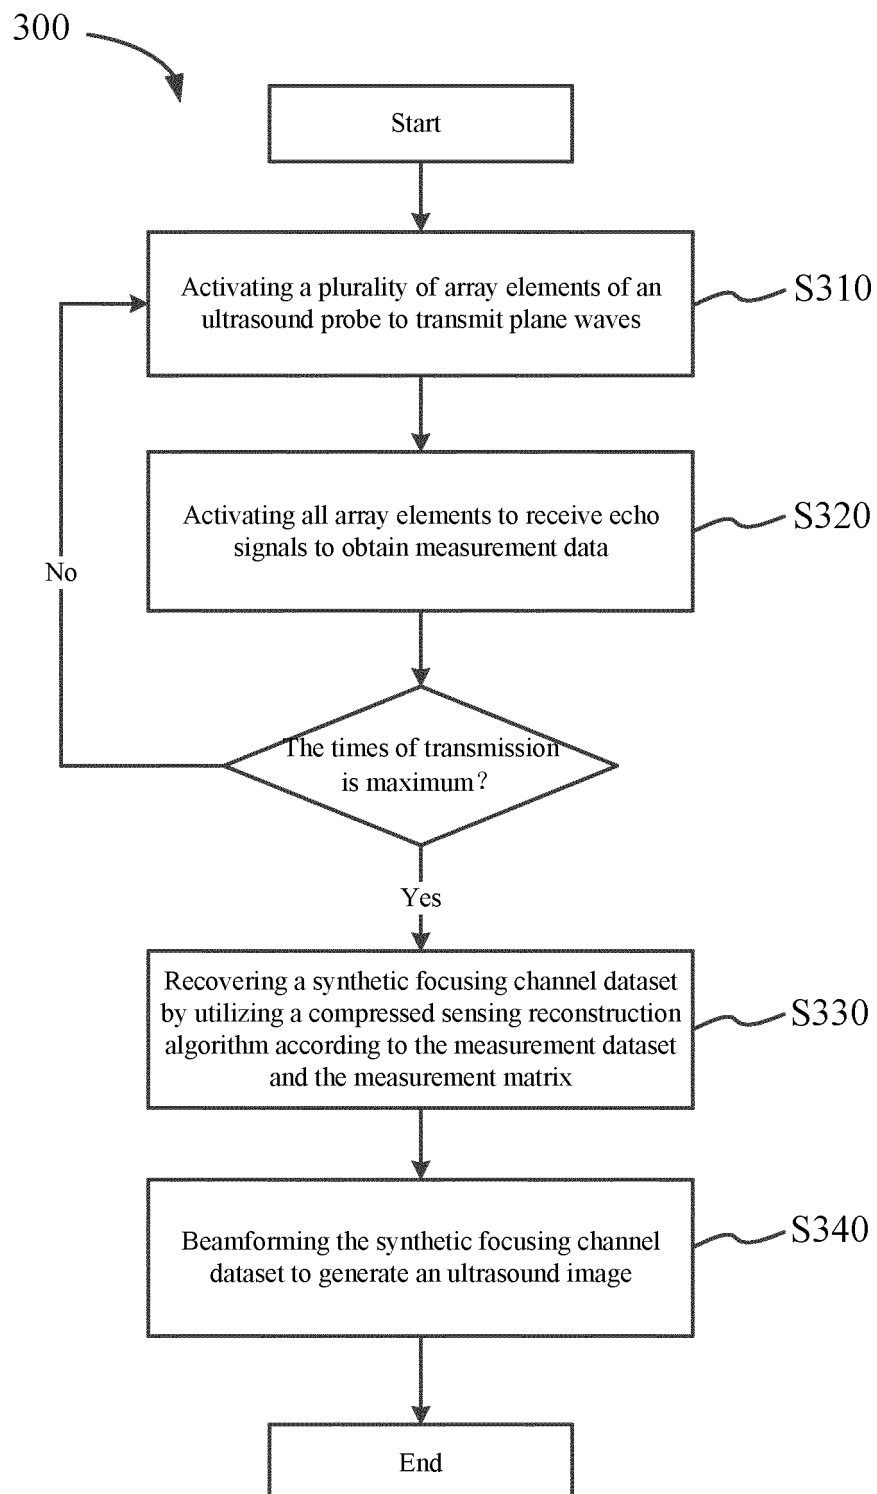 300
Start
Activating a plurality of array elements of an
ultrasound probe to transmit plane waves
S310
Activating all array elements to receive echo
signals to obtain measurement data
S320
No
The times of transmission
is maximum?
Yes
Recovering a synthetic focusing channel dataset
by utilizing a compressed sensing reconstruction
algorithm according to the measurement dataset
and the measurement matrix
S330
Beamforming the synthetic focusing channel
dataset to generate an ultrasound image
S340
End